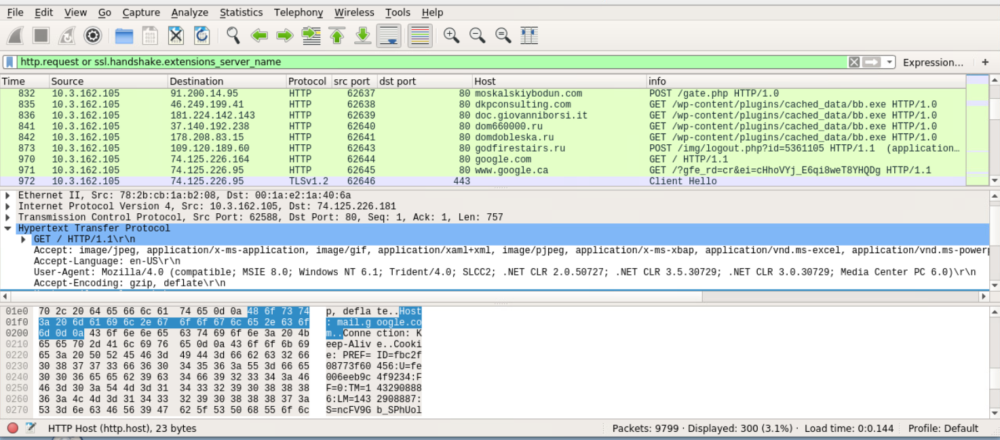 File Edit View Go Capture Analyze Statistics Telephony Wireless Tools Help
http.request or ssl.handshake.extensions_server_name Expression... +
Time Source Destination Protocol src port dst port Host info
832 10.3.162.105 91.200.14.95 HTTP 62637 80 moskalskiybodun.com POST /gate.php HTTP/1.0
835 10.3.162.105 46.249.199.41 HTTP 62638 80 dkpconsulting.com GET /wp-content/plugins/cached_data/bb.exe HTTP/1.0
836 10.3.162.105 181.224.142.143 HTTP 62639 80 doc.giovanniborsi.it GET /wp-content/plugins/cached_data/bb.exe HTTP/1.0
841 10.3.162.105 37.140.192.238 HTTP 62640 80 dom660000.ru GET /wp-content/plugins/cached_data/bb.exe HTTP/1.0
842 10.3.162.105 178.208.83.15 HTTP 62641 80 domdobleska.ru GET /wp-content/plugins/cached_data/bb.exe HTTP/1.0
873 10.3.162.105 109.120.189.60 HTTP 62643 80 godfirestairs.ru POST /img/logout.php?id=5361105 HTTP/1.1 (application…
970 10.3.162.105 74.125.226.164 HTTP 62644 80 google.com GET / HTTP/1.1
971 10.3.162.105 74.125.226.95 HTTP 62645 80 www.google.ca GET /?gfe_rd=cr&ei=cHhoVYj_E6qi8weT8YHQDg HTTP/1.1
972 10.3.162.105 74.125.226.95 TLSv1.2 62646 443 Client Hello
Ethernet II, Src: 78:2b:cb:1a:b2:08, Dst: 00:1a:e2:1a:40:6a
Internet Protocol Version 4, Src: 10.3.162.105, Dst: 74.125.226.181
Transmission Control Protocol, Src Port: 62588, Dst Port: 80, Seq: 1, Ack: 1, Len: 757
Hypertext Transfer Protocol
GET / HTTP/1.1\r\n
Accept: image/jpeg, application/x-ms-application, image/gif, application/xaml+xml, image/pjpeg, application/x-ms-xbap, application/vnd.ms-excel, application/vnd.ms-powerp
Accept-Language: en-US\r\n
User-Agent: Mozilla/4.0 (compatible; MSIE 8.0; Windows NT 6.1; Trident/4.0; SLCC2; .NET CLR 2.0.50727; .NET CLR 3.5.30729; .NET CLR 3.0.30729; Media Center PC 6.0)\r\n
Accept-Encoding: gzip, deflate\r\n
01e0 70 2c 20 64 65 66 6c 61 74 65 0d 0a 48 6f 73 74 p, defla te..Host
01f0 3a 20 6d 61 69 6c 2e 67 6f 6f 67 6c 65 2e 63 6f : mail.g oogle.co
0200 6d 0d 0a 43 6f 6e 6e 65 63 74 69 6f 6e 3a 20 4b m..Conne ction: K
0210 65 65 70 2d 41 6c 69 76 65 0d 0a 43 6f 6f 6b 69 eep-Aliv e..Cooki
0220 65 3a 20 50 52 45 46 3d 49 44 3d 66 62 63 32 66 e: PREF= ID=fbc2f
0230 30 38 37 37 33 66 36 30 34 35 36 3a 55 3d 66 65 08773f60 456:U=fe
0240 30 30 36 65 65 62 39 63 34 66 39 32 33 34 3a 46 006eeb9c 4f9234:F
0250 46 3d 30 3a 54 4d 3d 31 34 33 32 39 30 38 38 38 F=0:TM=1 43290888
0260 36 3a 4c 4d 3d 31 34 33 32 39 30 38 38 38 37 3a 6:LM=143 2908887:
0270 53 3d 6e 63 46 56 39 47 62 5f 53 50 68 55 6f 6c S=ncFV9G b_SPhUol
HTTP Host (http.host), 23 bytes Packets: 9799 · Displayed: 300 (3.1%) · Load time: 0:0.144 Profile: Default